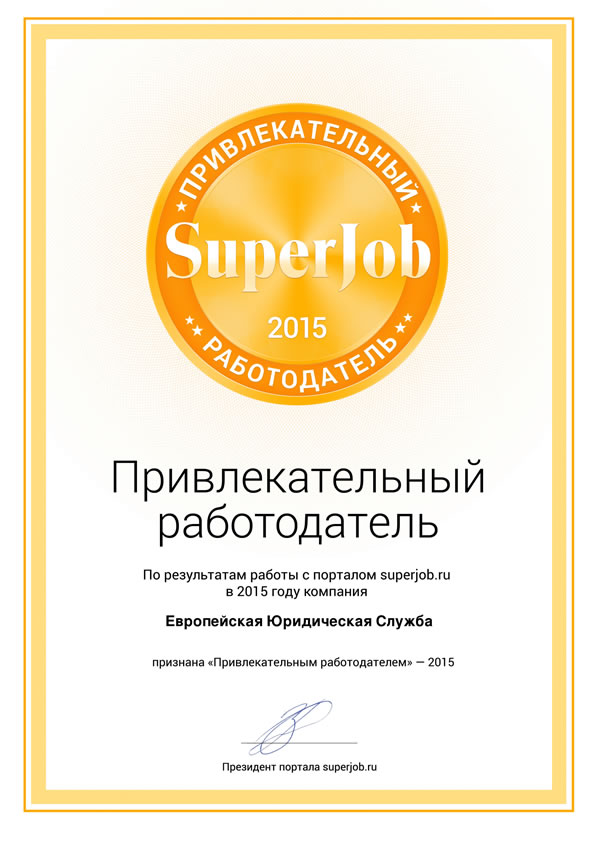 ПРИВЛЕКАТЕЛЬНЫЙ
SuperJob
2015
РАБОТОДАТЕЛЬ
Привлекательный
работодатель
По результатам работы с порталом superjob.ru
в 2015 году компания
Европейская Юридическая Служба
признана «Привлекательным работодателем» — 2015
Президент портала superjob.ru